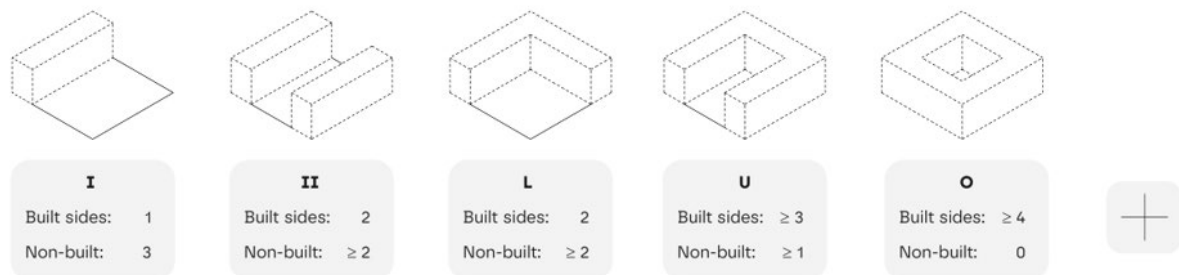 I
Built sides: 1
Non-built: 3
II
Built sides: 2
Non-built: ≥ 2
L
Built sides: 2
Non-built: ≥ 2
U
Built sides: ≥ 3
Non-built: ≥ 1
O
Built sides: ≥ 4
Non-built: 0